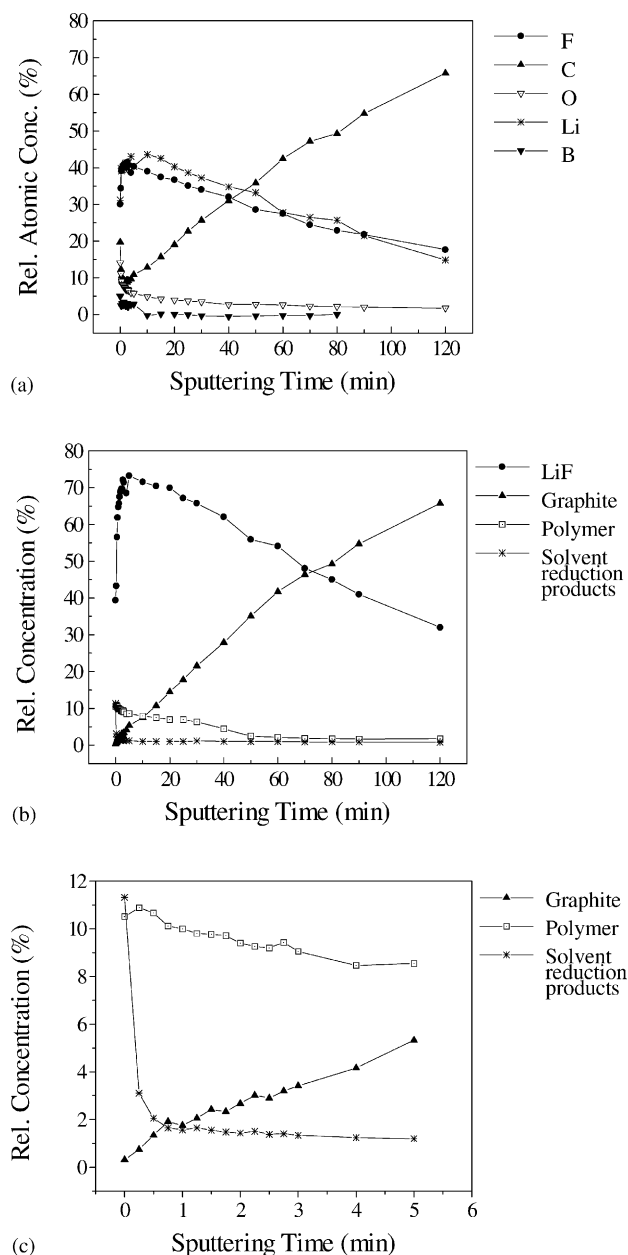 80
70
60
50
40
30
20
10
0
Rel. Atomic Conc. (%)
0 20 40 60 80 100 120
Sputtering Time (min)
F
C
O
Li
B
(a)
80
70
60
50
40
30
20
10
0
Rel. Concentration (%)
0 20 40 60 80 100 120
Sputtering Time (min)
LiF
Graphite
Polymer
Solvent
reduction
products
(b)
12
10
8
6
4
2
0
Rel. Concentration (%)
0 1 2 3 4 5 6
Sputtering Time (min)
Graphite
Polymer
Solvent
reduction
products
(c)